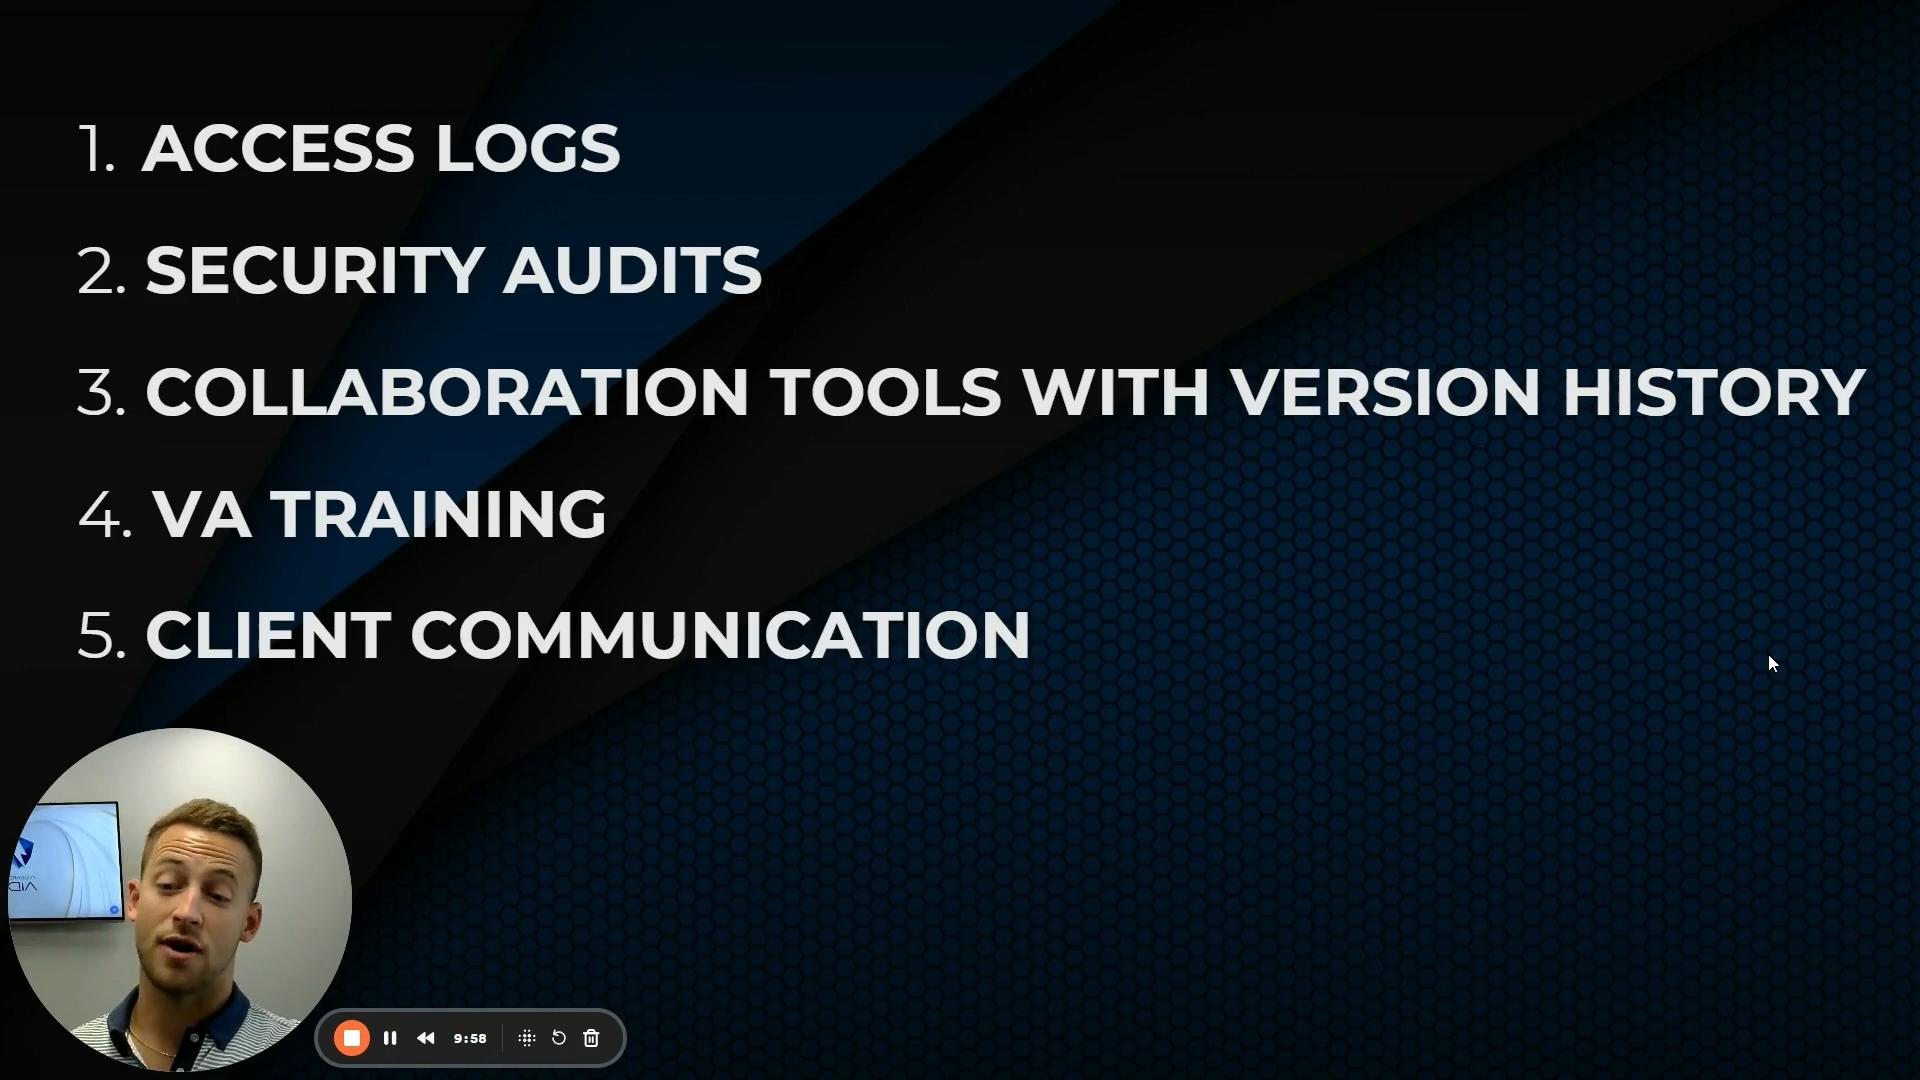 1. ACCESS LOGS
2. SECURITY AUDITS
3. COLLABORATION TOOLS WITH VERSION HISTORY
4. VA TRAINING
5. CLIENT COMMUNICATION
9:58